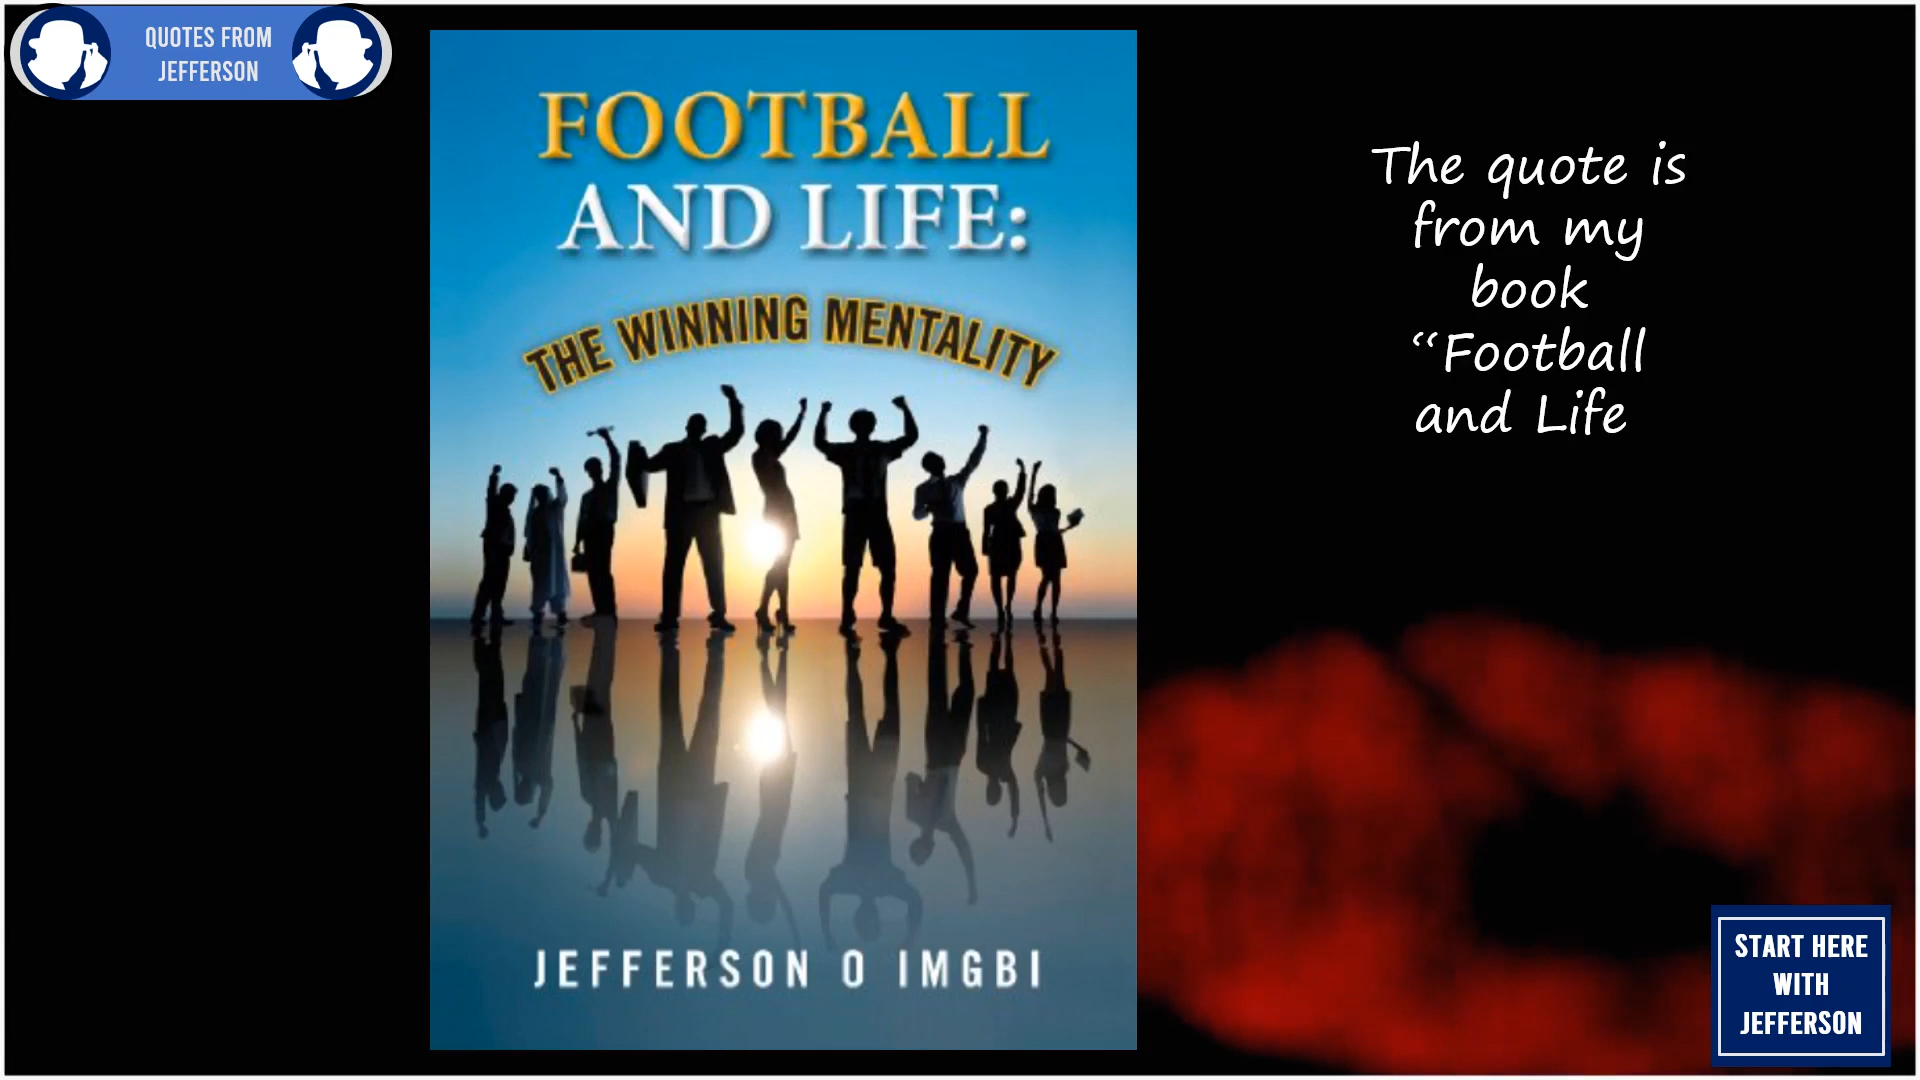 QUOTES FROM
JEFFERSON
FOOTBALL
AND LIFE:
THE WINNING MENTALITY
JEFFERSON O IMGBI
The quote is
from my
book
“Football
and Life
START HERE
WITH
JEFFERSON